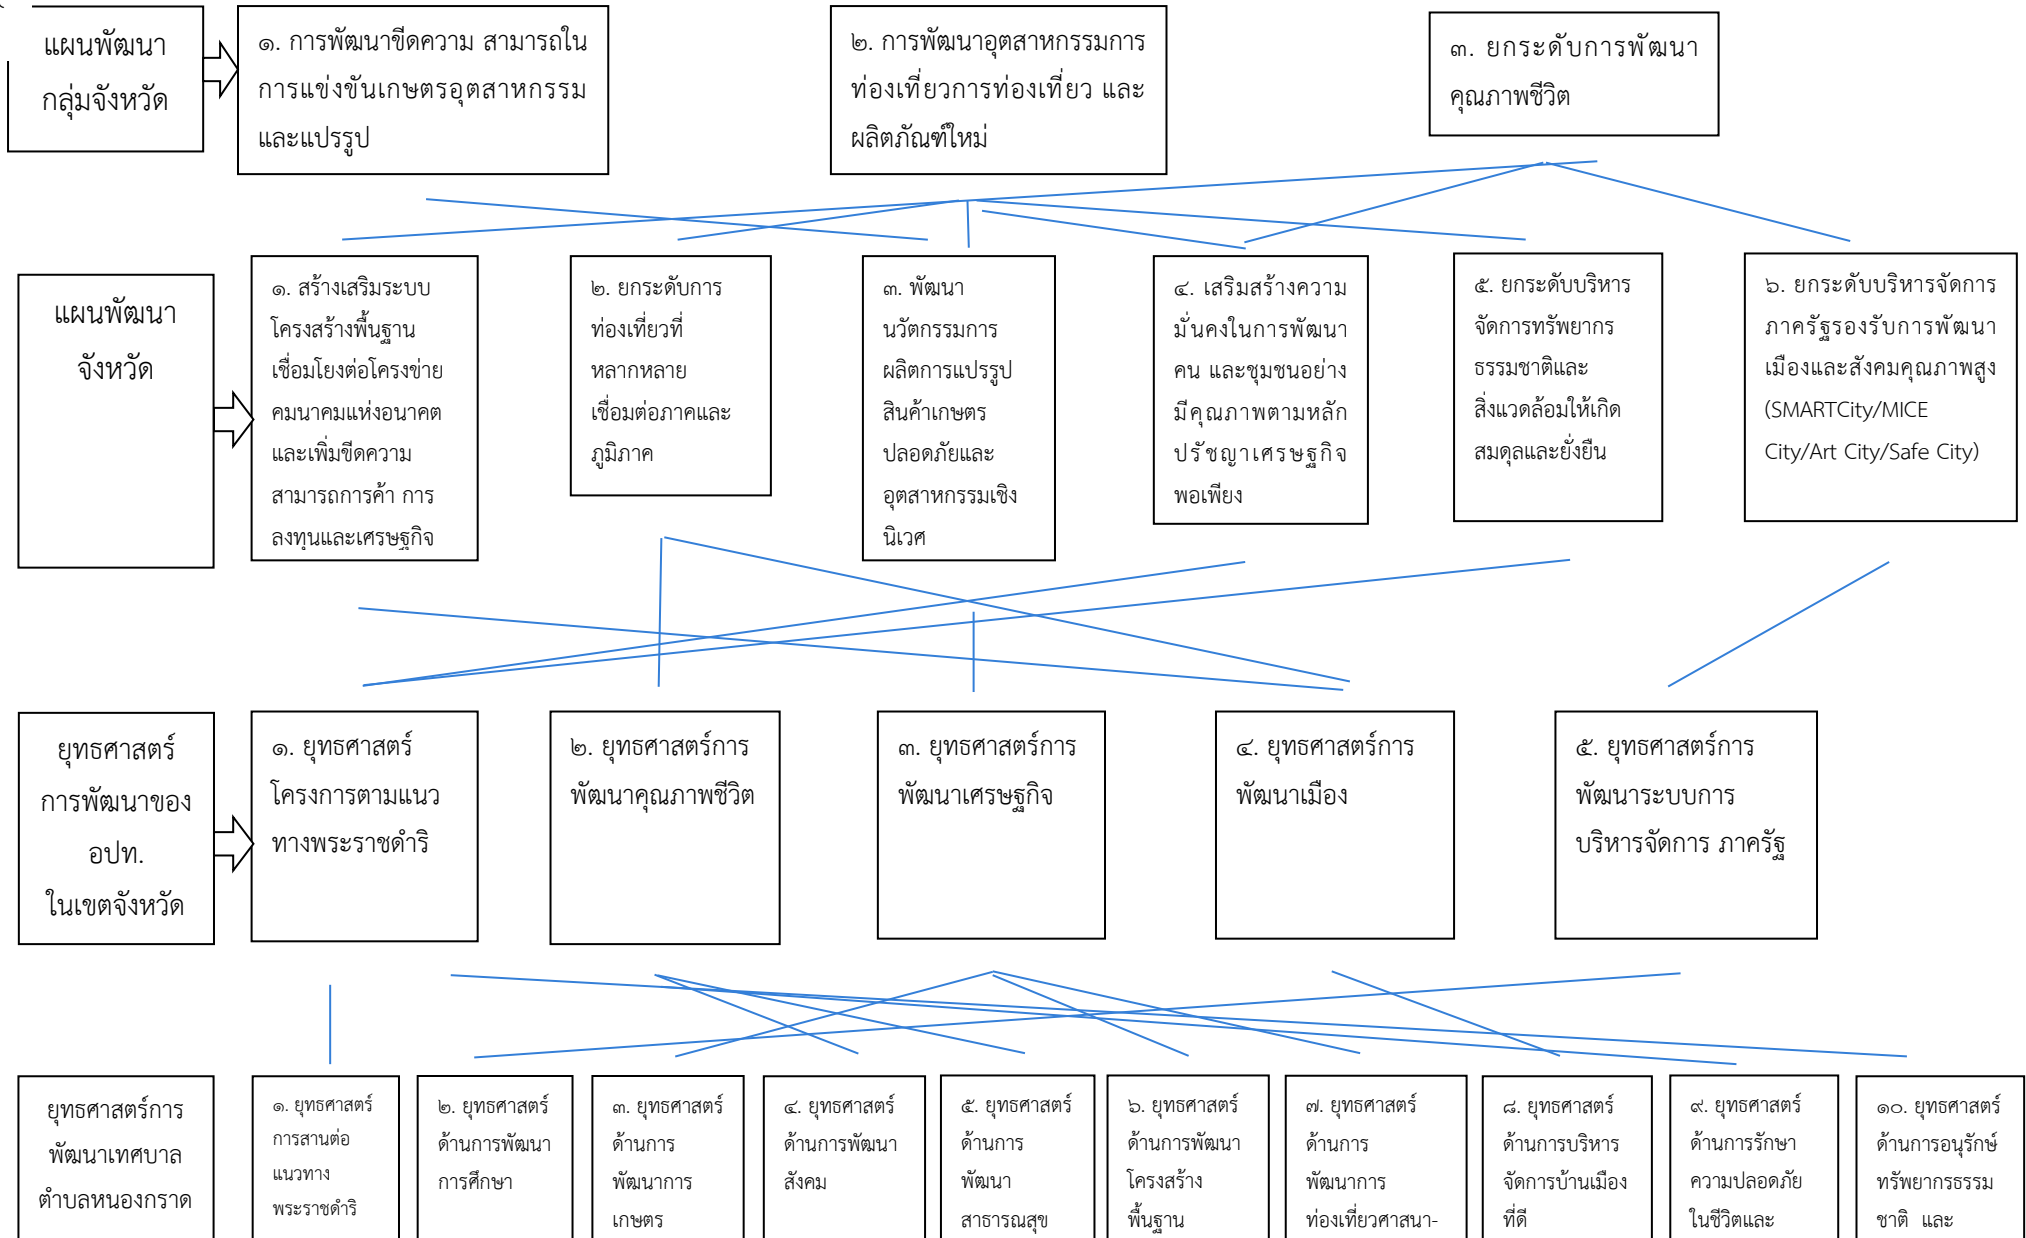 แผนพัฒนา
กลุ่มจังหวัด
๑. การพัฒนาขีดความ สามารถใน
การแข่งขันเกษตรอุตสาหกรรม
และแปรรูป
๒. การพัฒนาอุตสาหกรรมการ
ท่องเที่ยวการท่องเที่ยว และ
ผลิตภัณฑ์ใหม่
๓. ยกระดับการพัฒนา
คุณภาพชีวิต
แผนพัฒนา
จังหวัด
๑. สร้างเสริมระบบ
โครงสร้างพื้นฐาน
เชื่อมโยงต่อโครงข่าย
คมนาคมแห่งอนาคต
และเพิ่มขีดความ
สามารถการค้า การ
ลงทุนและเศรษฐกิจ
๒. ยกระดับการ
ท่องเที่ยวที่
หลากหลาย
เชื่อมต่อภาคและ
ภูมิภาค
๓. พัฒนา
นวัตกรรมการ
ผลิตการแปรรูป
สินค้าเกษตร
ปลอดภัยและ
อุตสาหกรรมเชิง
นิเวศ
๔. เสริมสร้างความ
มั่นคงในการพัฒนา
คน และชุมชนอย่าง
มีคุณภาพตามหลัก
ปรัชญาเศรษฐกิจ
พอเพียง
๕. ยกระดับบริหาร
จัดการทรัพยากร
ธรรมชาติและ
สิ่งแวดล้อมให้เกิด
สมดุลและยั่งยืน
๖. ยกระดับบริหารจัดการ
ภาครัฐรองรับการพัฒนา
เมืองและสังคมคุณภาพสูง
(SMARTCity/MICE
City/Art City/Safe City)
ยุทธศาสตร์
การพัฒนาของ
อปท.
ในเขตจังหวัด
๑. ยุทธศาสตร์
โครงการตามแนว
ทางพระราชดำริ
๒. ยุทธศาสตร์การ
พัฒนาคุณภาพชีวิต
๓. ยุทธศาสตร์การ
พัฒนาเศรษฐกิจ
๔. ยุทธศาสตร์การ
พัฒนาเมือง
๕. ยุทธศาสตร์การ
พัฒนาระบบการ
บริหารจัดการ ภาครัฐ
ยุทธศาสตร์การ
พัฒนาเทศบาล
ตำบลหนองกราด
๑. ยุทธศาสตร์
การสานต่อ
แนวทาง
พระราชดำริ
๒. ยุทธศาสตร์
ด้านการพัฒนา
การศึกษา
๓. ยุทธศาสตร์
ด้านการ
พัฒนาการ
เกษตร
๔. ยุทธศาสตร์
ด้านการพัฒนา
สังคม
๕. ยุทธศาสตร์
ด้านการ
พัฒนา
สาธารณสุข
๖. ยุทธศาสตร์
ด้านการพัฒนา
โครงสร้าง
พื้นฐาน
๗. ยุทธศาสตร์
ด้านการ
พัฒนาการ
ท่องเที่ยวศาสนา-
๘. ยุทธศาสตร์
ด้านการบริหาร
จัดการบ้านเมือง
ที่ดี
๙. ยุทธศาสตร์
ด้านการรักษา
ความปลอดภัย
ในชีวิตและ
๑๐. ยุทธศาสตร์
ด้านการอนุรักษ์
ทรัพยากรธรรม
ชาติ และ